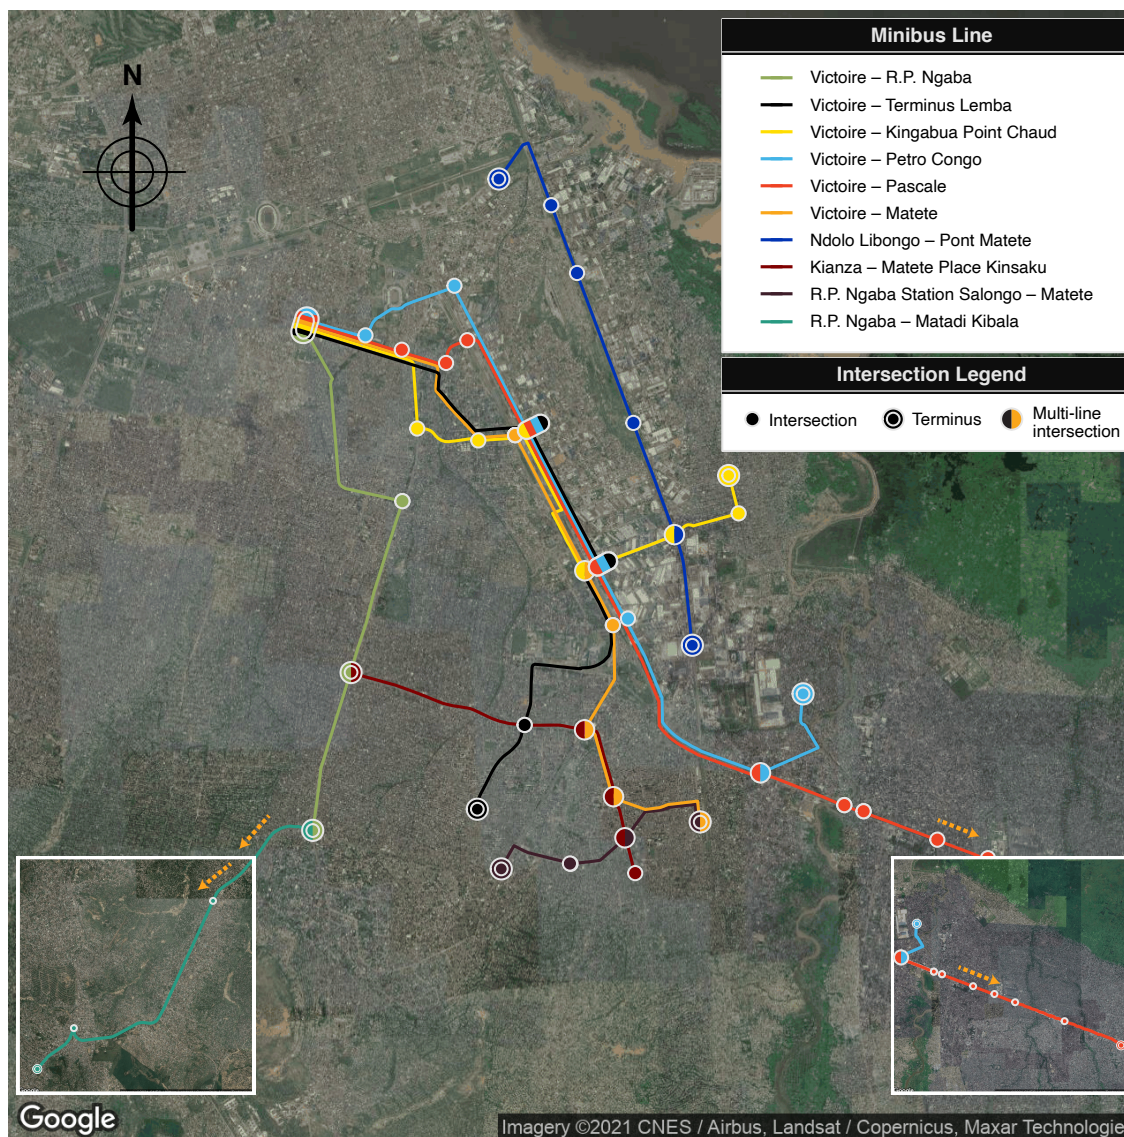 N
Minibus Line
Victoire – R.P. Ngaba
Victoire – Terminus Lemba
Victoire – Kingabua Point Chaud
Victoire – Petro Congo
Victoire – Pascale
Victoire – Matete
Ndolo Libongo – Pont Matete
Kianza – Matete Place Kinsaku
R.P. Ngaba Station Salongo – Matete
R.P. Ngaba – Matadi Kibala
Intersection Legend
Intersection
Terminus
Multi-line
intersection
Google
Imagery ©2021 CNES / Airbus, Landsat / Copernicus, Maxar Technologie